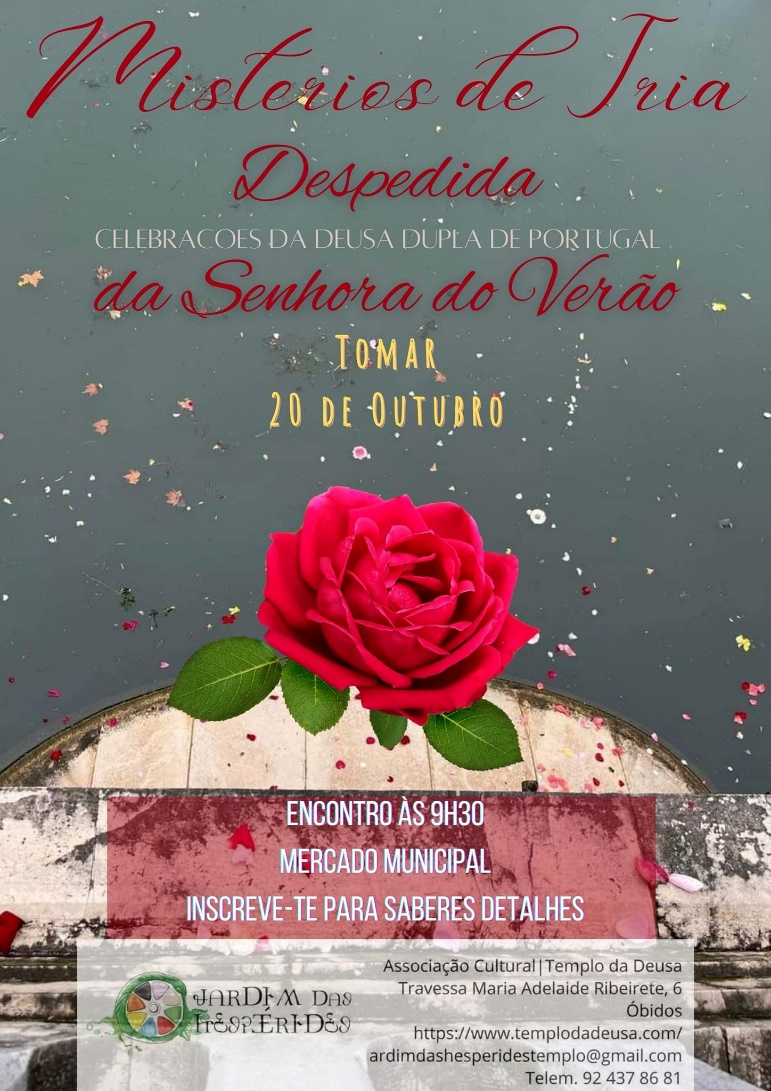 Misterios de Iria
Despedida
CELEBRACOES DA DEUSA DUPLA DE PORTUGAL
da Senhora do Verão
Tomar
20 de Outubro
ENCONTRO ÀS 9H30
MERCADO MUNICIPAL
INSCREVE-TE PARA SABERES DETALHES
JARDIM DAS
HESPÉRIDES
Associação Cultural|Templo da Deusa
Travessa Maria Adelaide Ribeirete, 6
Óbidos
https://www.templodadeusa.com/
ardimdashesperidestemplo@gmail.com
Telem. 92 437 86 81